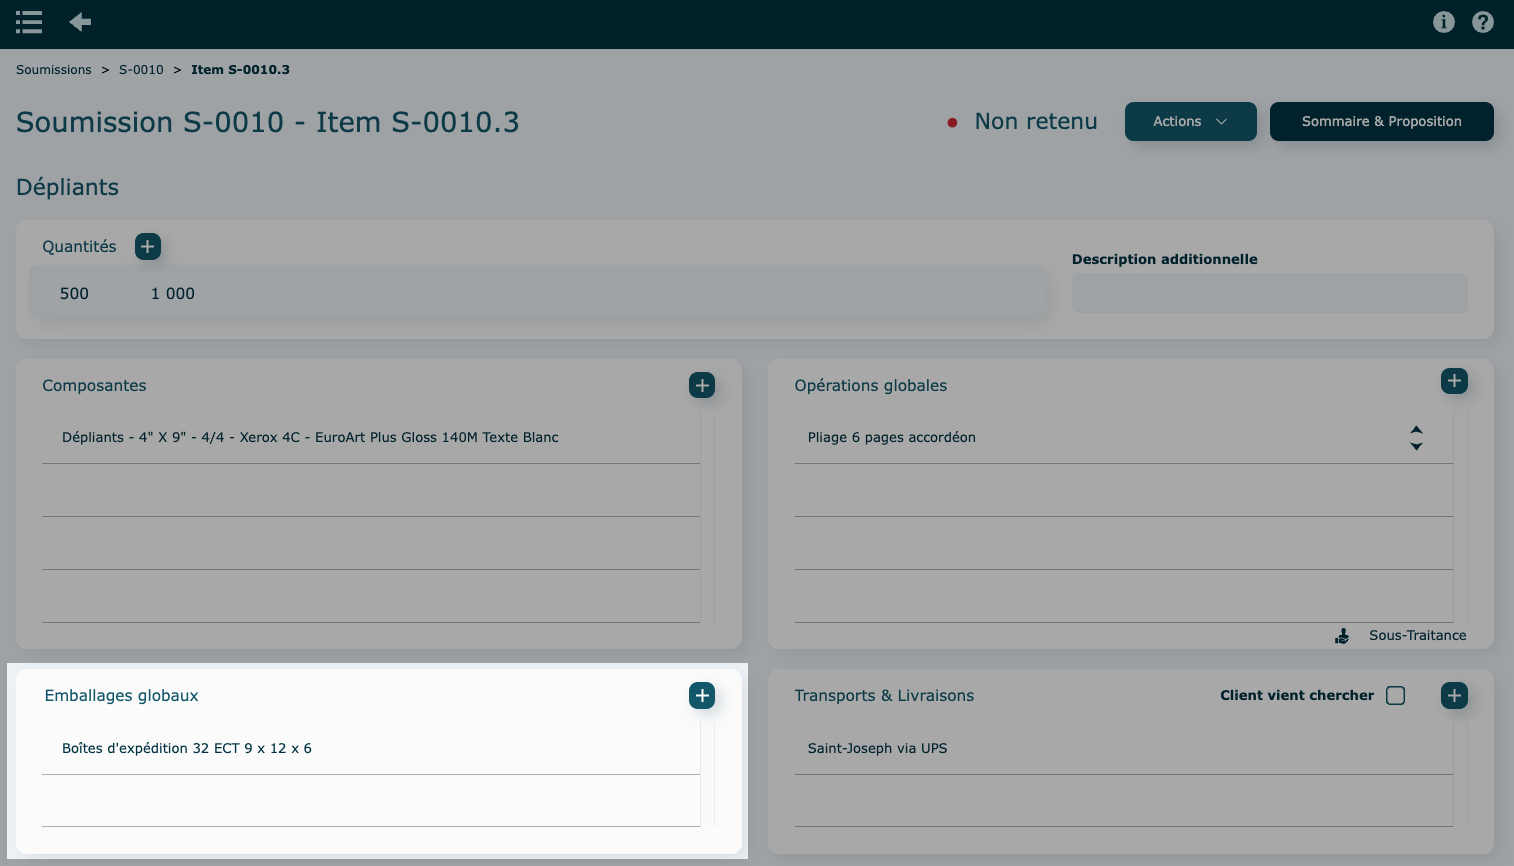 Soumissions > S-0010 > Item S-0010.3
Soumission S-0010 - Item S-0010.3
Non retenu
Actions
Sommaire & Proposition
Dépliants
Quantités
500 1 000
Description additionnelle
Composantes
Dépliants - 4" X 9" - 4/4 - Xerox 4C - EuroArt Plus Gloss 140M Texte Blanc
Opérations globales
Pliage 6 pages accordéon
Sous-Traitance
Emballages globaux
Boîtes d'expédition 32 ECT 9 x 12 x 6
Transports & Livraisons
Client vient chercher
Saint-Joseph via UPS